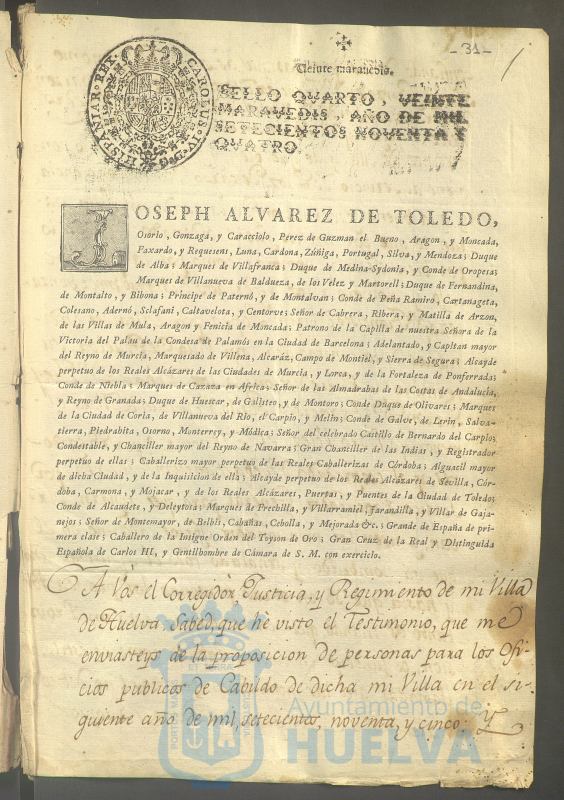 - 31 -
Veinte maravedis.
CAROLUS IV D G HISPANIAR REX
SELLO QVARTO, VEINTE
MARAVEDIS, AÑO DE MIL
SETECIENTOS NOVENTA Y
QVATRO.
JOSEPH ALVAREZ DE TOLEDO,
Osorio, Gonzaga, y Caracciolo, Perez de Guzman el Bueno, Aragon, y Moncada,
Faxardo, y Requesens, Luna, Cardona, Zúñiga, Portugal, Silva, y Mendoza; Duque
de Alba; Marques de Villafranca; Duque de Medina-Sydonia, y Conde de Oropesa;
Marques de Villanueva de Baldueza, de los Velez y Martorell; Duque de Fernandina,
de Montalto, y Bibona; Principe de Paternó, y de Montalvan; Conde de Peña Ramiro, Caxtanageta,
Colesano, Adernó, Sclafani, Caltavelota, y Centorve; Señor de Cabrera, Ribera, y Matilla de Arzon,
de las Villas de Mula, Aragon, y Fenicia de Moncada; Patrono de la Capilla de nuestra Señora de la
Victoria del Palau de la Condesa de Palamós en la Ciudad de Barcelona; Adelantado, y Capitan mayor
del Reyno de Murcia, Marquesado de Villena, Alcaráz, Campo de Montiel, y Sierra de Segura; Alcayde
perpetuo de los Reales Alcázares de las Ciudades de Murcia, y Lorca, y de la Fortaleza de Ponferrada;
Conde de Niebla; Marques de Cazaza en Africa; Señor de las Almadrabas de las Costas de Andalucía,
y Reyno de Granada; Duque de Huescar, de Galisteo, y de Montoro; Conde Duque de Olivares; Marques
de la Ciudad de Coria, de Villanueva del Rio, el Carpio, y Melin; Conde de Galve, de Lerin, Salva-
tierra, Piedrahita, Osorno, Monterrey, y Módica; Señor del celebrado Castillo de Bernardo del Carpio;
Condestable, y Chanciller mayor del Reyno de Navarra; Gran Chanciller de las Indias, y Registrador
perpetuo de ellas; Caballerizo mayor perpetuo de las Reales Caballerizas de Córdoba; Alguacil mayor
de dicha Ciudad, y de la Inquisicion de ella; Alcayde perpetuo de los Reales Alcázares de Sevilla, Cór-
doba, Carmona, y Mojacar, y de los Reales Alcázares, Puertas, y Puentes de la Ciudad de Toledo;
Conde de Alcaudete, y Deleytosa; Marques de Frechilla, y Villarramiel, Jarandilla, y Villar de Gaja-
nejos; Señor de Montemayor, de Belbis, Cabañas, Cebolla, y Mejorada &c. Grande de España de pri-
mera clase; Caballero de la Insigne Orden del Toyson de Oro; Gran Cruz de la Real y Distinguida
Española de Carlos III, y Gentilhombre de Cámara de S. M. con exercicio.
A Vos el Corregidor Justicia, y Regimiento de mi Villa
de Huelva Sabed, que hè visto el Testimonio, que me
enviasteys de la proposicion de personas para los Ofi-
cios publicos de Cabildo de dicha mi Villa en el si-
guiente año de mil, setecientos, noventa, y cinco: Y
Ayuntamiento de
HUELVA